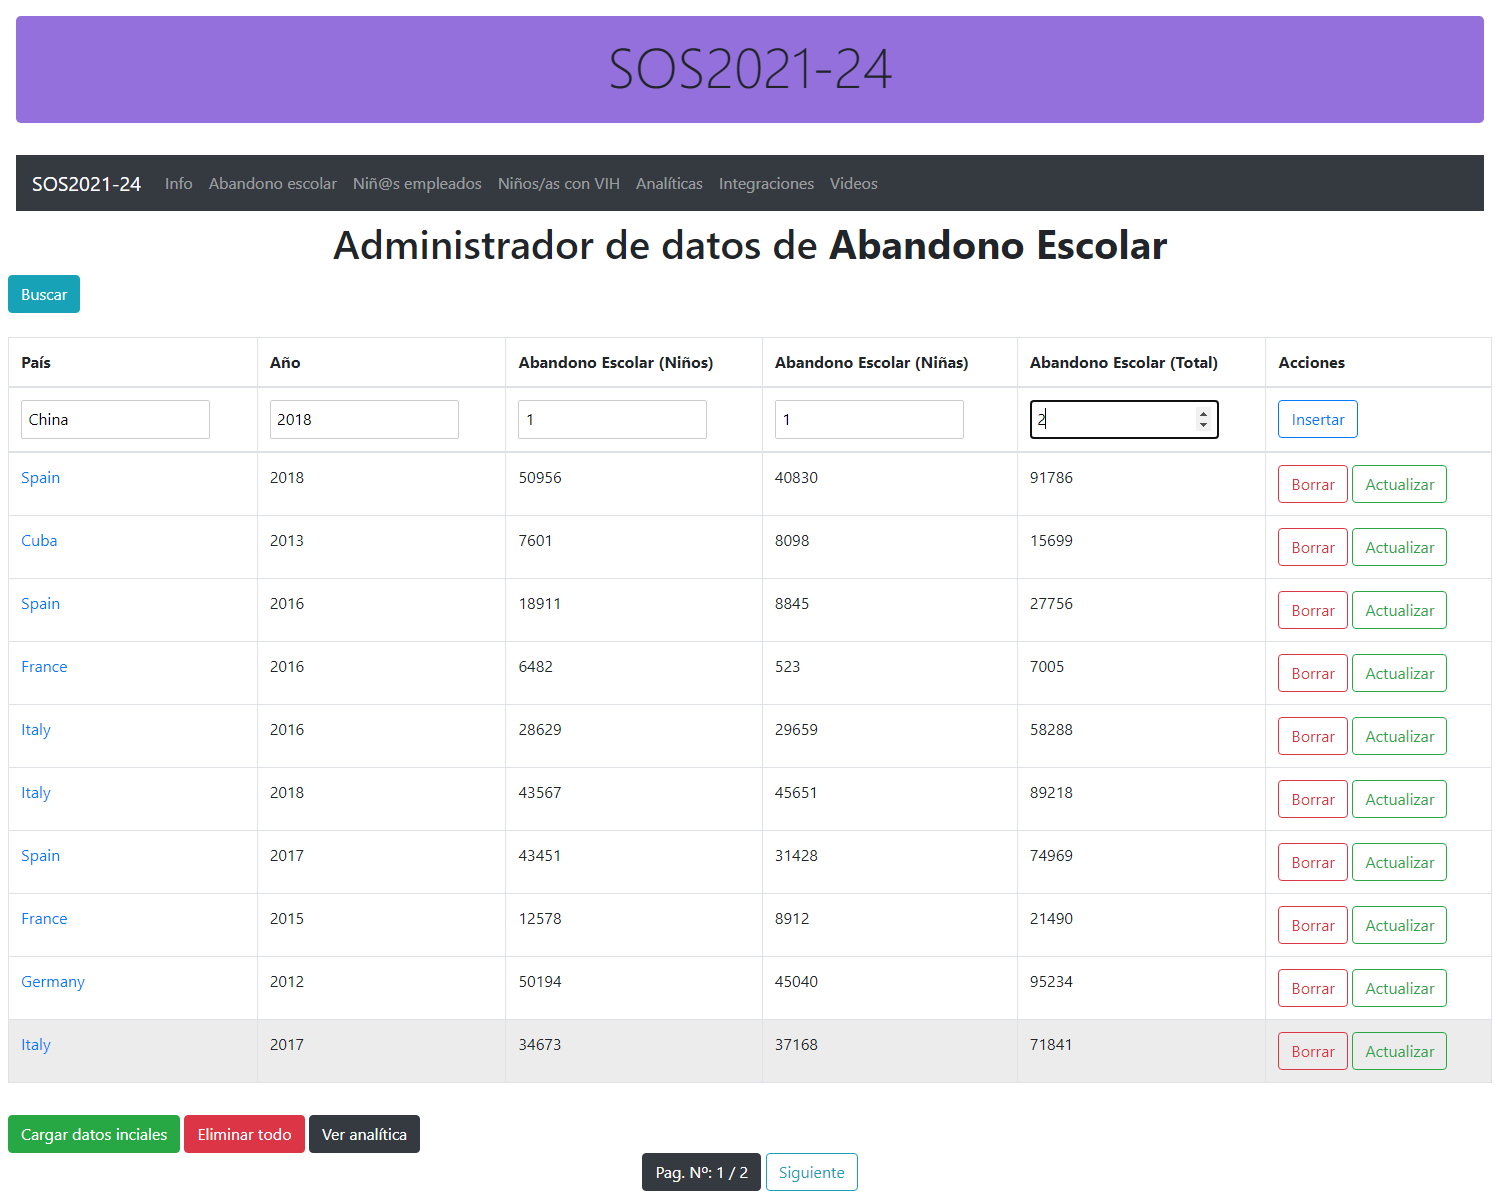 SOS2021-24
SOS2021-24 Info Abandono escolar Niñ@s empleados Niños/as con VIH Analíticas Integraciones Videos
Administrador de datos de Abandono Escolar
Buscar
País Año Abandono Escolar (Niños) Abandono Escolar (Niñas) Abandono Escolar (Total) Acciones
China 2018 1 1 2 Insertar
Spain 2018 50956 40830 91786 Borrar Actualizar
Cuba 2013 7601 8098 15699 Borrar Actualizar
Spain 2016 18911 8845 27756 Borrar Actualizar
France 2016 6482 523 7005 Borrar Actualizar
Italy 2016 28629 29659 58288 Borrar Actualizar
Italy 2018 43567 45651 89218 Borrar Actualizar
Spain 2017 43451 31428 74969 Borrar Actualizar
France 2015 12578 8912 21490 Borrar Actualizar
Germany 2012 50194 45040 95234 Borrar Actualizar
Italy 2017 34673 37168 71841 Borrar Actualizar
Cargar datos inciales Eliminar todo Ver analítica
Pag. Nº: 1 / 2 Siguiente